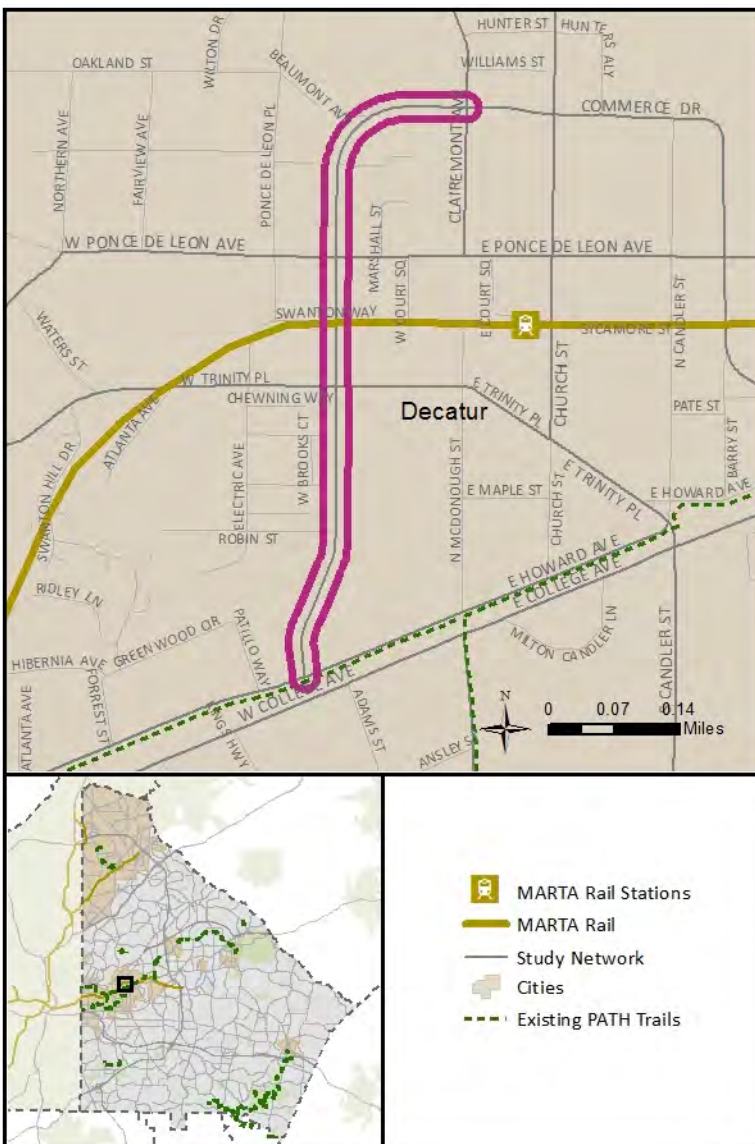 HUNTER ST
HUNTERS ALY
WILTON DR
WILLIAMS ST
OAKLAND ST
BEAUMONT AVE
COMMERCE DR
NORTHERN AVE
FAIRVIEW AVE
PONCE DE LEON PL
CLAIREMONT AVE
MARSHALL ST
W PONCE DE LEON AVE
E PONCE DE LEON AVE
W COURT SQ
E COURT SQ
N CANDLER ST
SWANTON WAY
SYCAMORE ST
WATERS ST
W TRINITY PL
CHURCH ST
ATLANTA AVE
CHEWNING WAY
Decatur
E TRINITY PL
PATE ST
SWANTON HILL DR
ELECTRIC AVE
W BROOKS CT
N MCDONOUGH ST
E MAPLE ST
CHURCH ST
E TRINITY PL
BARRY ST
E HOWARD AVE
ROBIN ST
E HOWARD AVE
E COLLEGE AVE
RIDLEY LN
GREENWOOD CIR
PATILLO WAY
MILTON CANDLER LN
S CANDLER ST
HIBERNIA AVE
FORREST ST
W COLLEGE AVE
ATLANTA AVE
KINGS HWY
ADAMS ST
ANSLEY S
N
0 0.07 0.14
Miles
MARTA Rail Stations
MARTA Rail
Study Network
Cities
Existing PATH Trails